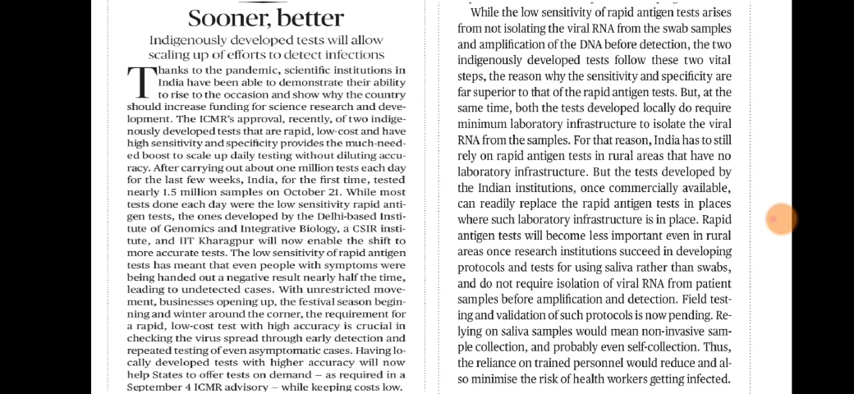 Sooner, better
Indigenously developed tests will allow
scaling up of efforts to detect infections
Thanks to the pandemic, scientific institutions in
India have been able to demonstrate their ability
to rise to the occasion and show why the country
should increase funding for science research and deve-
lopment. The ICMR's approval, recently, of two indige-
nously developed tests that are rapid, low-cost and have
high sensitivity and specificity provides the much-need-
ed boost to scale up daily testing without diluting accu-
racy. After carrying out about one million tests each day
for the last few weeks, India, for the first time, tested
nearly 1.5 million samples on October 21. While most
tests done each day were the low sensitivity rapid anti-
gen tests, the ones developed by the Delhi-based Insti-
tute of Genomics and Integrative Biology, a CSIR insti-
tute, and IIT Kharagpur will now enable the shift to
more accurate tests. The low sensitivity of rapid antigen
tests has meant that even people with symptoms were
being handed out a negative result nearly half the time,
leading to undetected cases. With unrestricted move-
ment, businesses opening up, the festival season begin-
ning and winter around the corner, the requirement for
a rapid, low-cost test with high accuracy is crucial in
checking the virus spread through early detection and
repeated testing of even asymptomatic cases. Having lo-
cally developed tests with higher accuracy will now
help States to offer tests on demand — as required in a
September 4 ICMR advisory — while keeping costs low.
While the low sensitivity of rapid antigen tests arises
from not isolating the viral RNA from the swab samples
and amplification of the DNA before detection, the two
indigenously developed tests follow these two vital
steps, the reason why the sensitivity and specificity are
far superior to that of the rapid antigen tests. But, at the
same time, both the tests developed locally do require
minimum laboratory infrastructure to isolate the viral
RNA from the samples. For that reason, India has to still
rely on rapid antigen tests in rural areas that have no
laboratory infrastructure. But the tests developed by
the Indian institutions, once commercially available,
can readily replace the rapid antigen tests in places
where such laboratory infrastructure is in place. Rapid
antigen tests will become less important even in rural
areas once research institutions succeed in developing
protocols and tests for using saliva rather than swabs,
and do not require isolation of viral RNA from patient
samples before amplification and detection. Field test-
ing and validation of such protocols is now pending. Re-
lying on saliva samples would mean non-invasive sam-
ple collection, and probably even self-collection. Thus,
the reliance on trained personnel would reduce and al-
so minimise the risk of health workers getting infected.